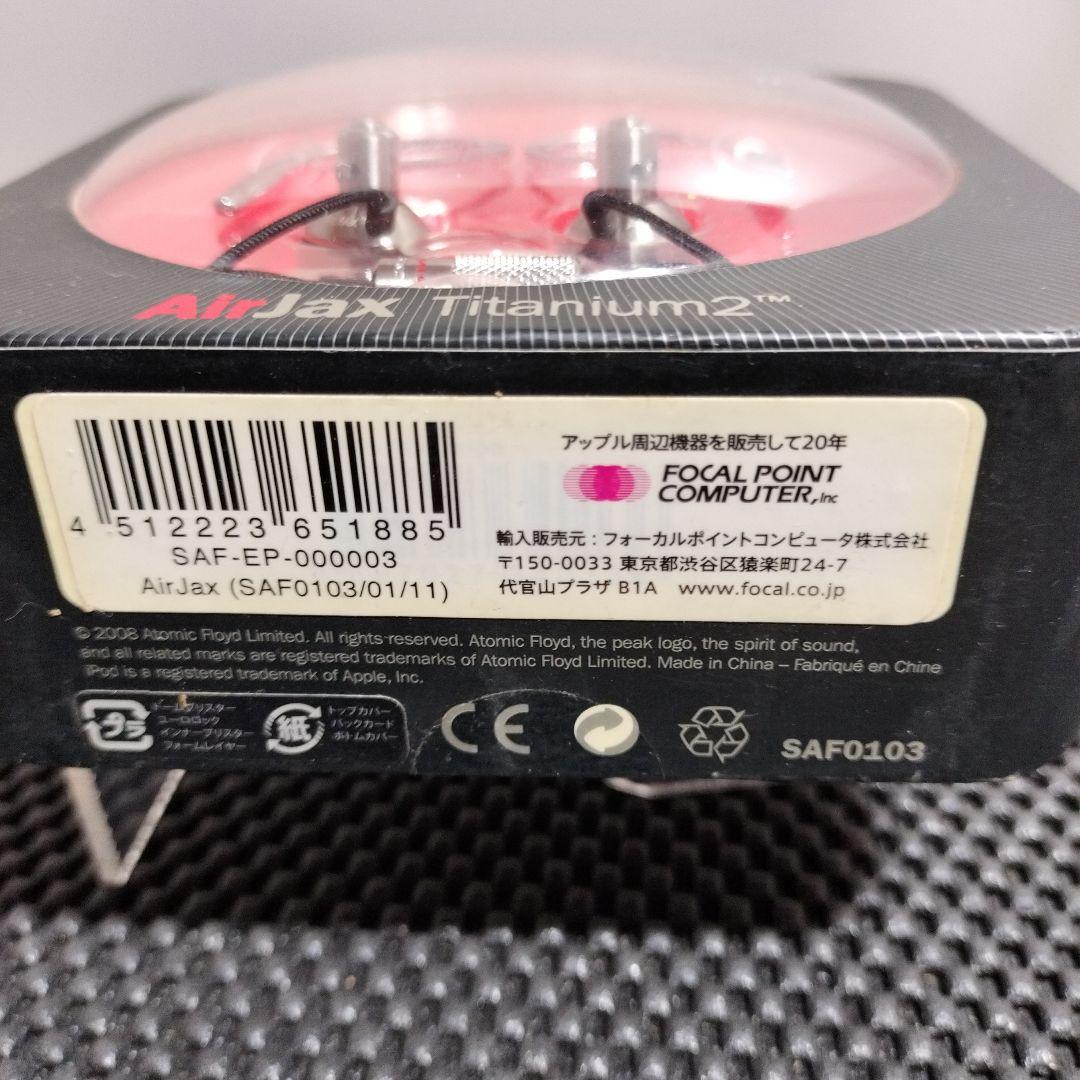 AirJax Titanium2™
4 512223 651885
SAF-EP-000003
AirJax (SAF0103/01/11)
アップル周辺機器を販売して20年
FOCAL POINT
COMPUTER, Inc
輸入販売元：フォーカルポイントコンピュータ株式会社
〒150-0033 東京都渋谷区猿楽町24-7
代官山プラザ B1A www.focal.co.jp
© 2008 Atomic Floyd Limited. All rights reserved. Atomic Floyd, the peak logo, the spirit of sound,
and all related marks are registered trademarks of Atomic Floyd Limited. Made in China – Fabriqué en Chine
iPod is a registered trademark of Apple, Inc.
プラ
ドームブリスター
ユーロロック
インナーブリスター
フォームレイヤー
紙
トップカバー
バックカード
ボトムカバー
CE
SAF0103